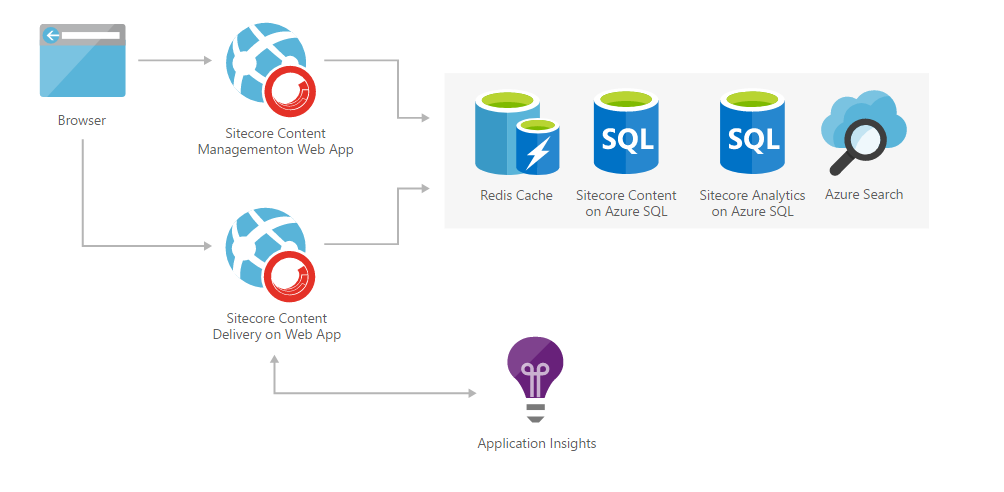 Browser
Sitecore Content
Managementon Web App
SQL
SQL
Redis Cache
Sitecore Content
on Azure SQL
Sitecore Analytics
on Azure SQL
Azure Search
Sitecore Content
Delivery on Web App
Application Insights